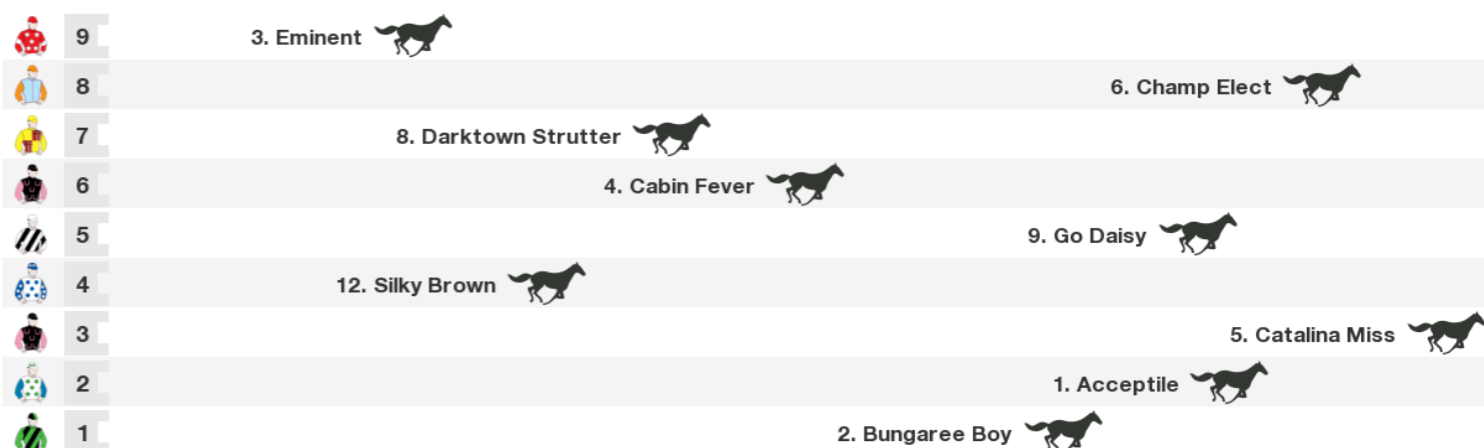 9 3. Eminent
8 6. Champ Elect
7 8. Darktown Strutter
6 4. Cabin Fever
5 9. Go Daisy
4 12. Silky Brown
3 5. Catalina Miss
2 1. Acceptile
1 2. Bungaree Boy